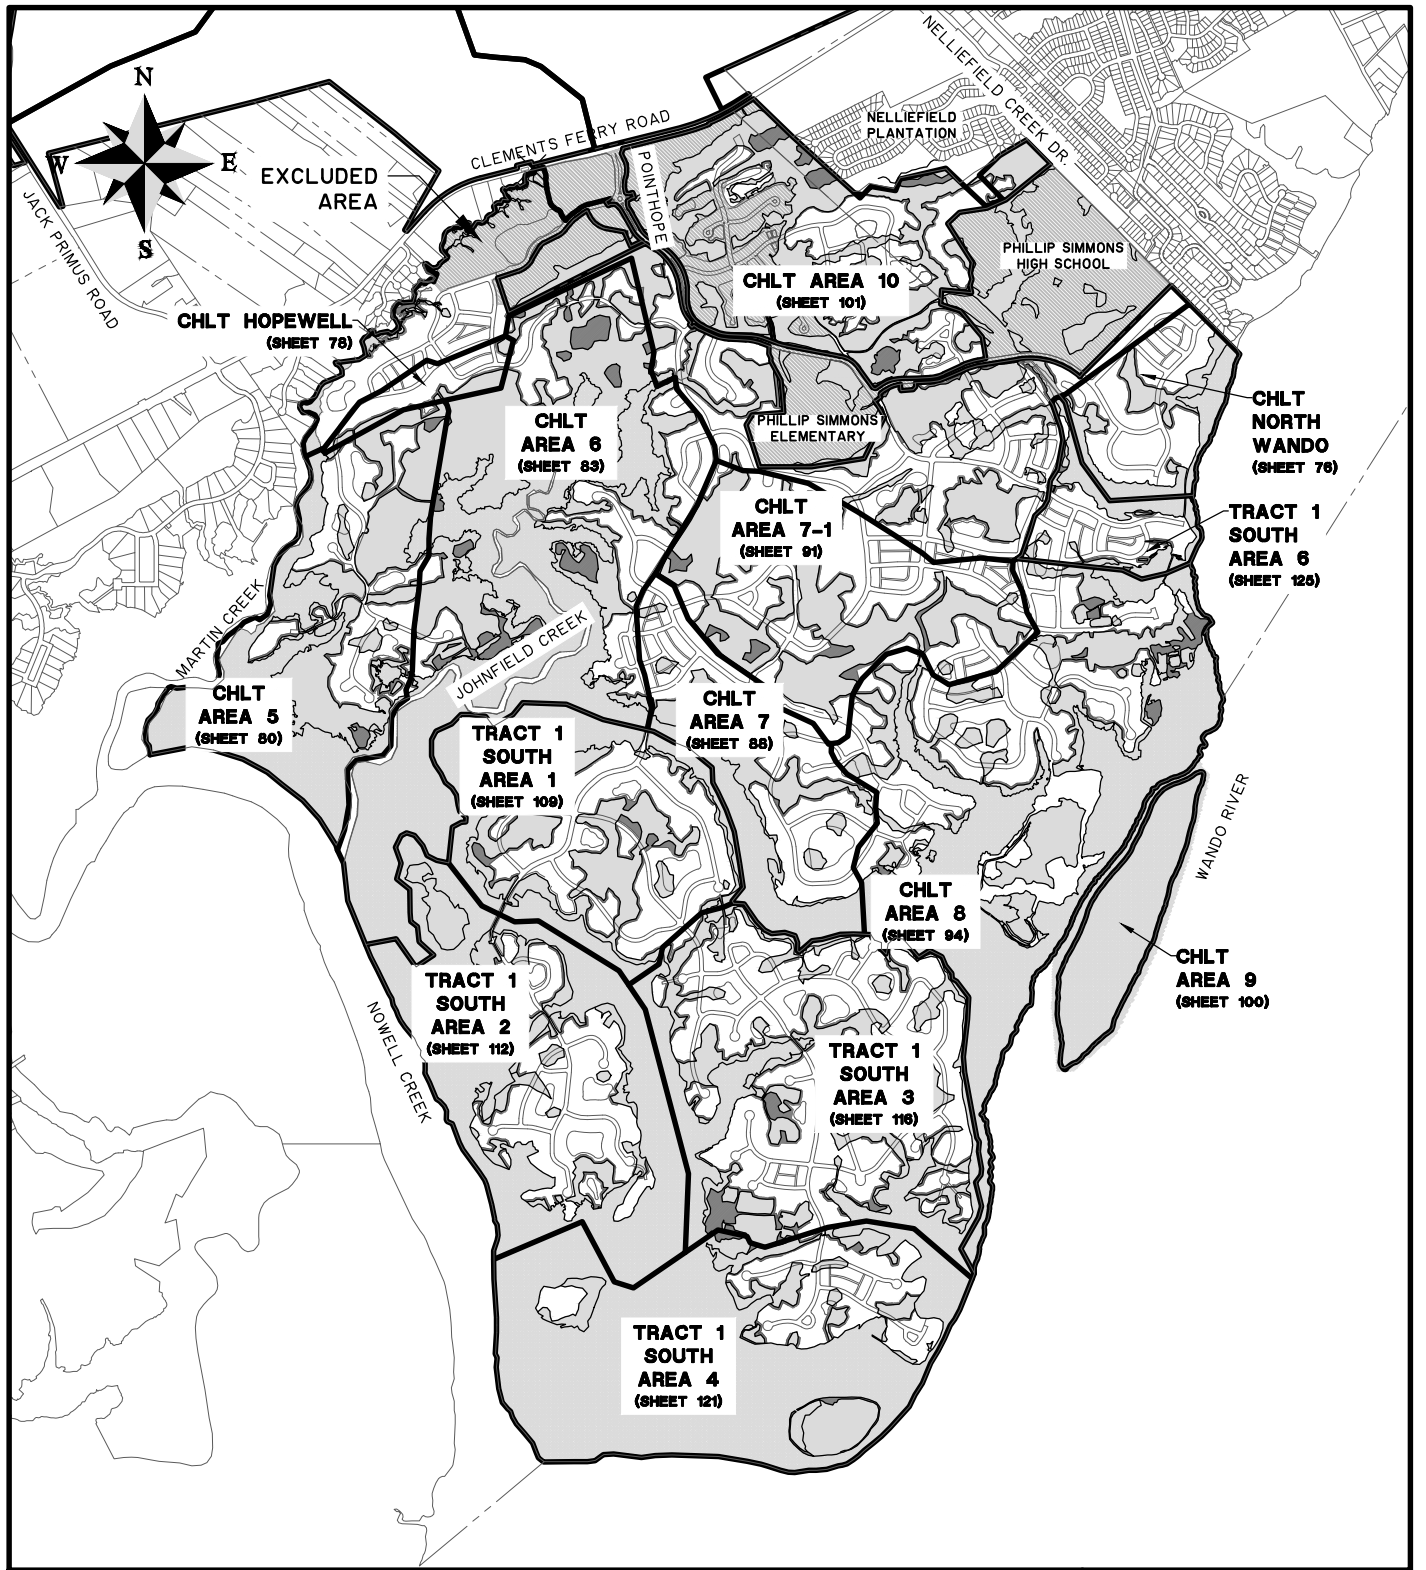 N
W
E
S
NELLIEFIELD CREEK DR.
NELLIEFIELD
PLANTATION
CLEMENTS FERRY ROAD
POINTHOPE
EXCLUDED
AREA
JACK PRIMUS ROAD
PHILLIP SIMMONS
HIGH SCHOOL
CHLT AREA 10
(SHEET 101)
CHLT HOPEWELL
(SHEET 78)
CHLT
NORTH
WANDO
(SHEET 76)
CHLT
AREA 6
(SHEET 83)
PHILLIP SIMMONS
ELEMENTARY
CHLT
AREA 7-1
(SHEET 91)
TRACT 1
SOUTH
AREA 6
(SHEET 125)
MARTIN CREEK
JOHNFIELD CREEK
CHLT
AREA 5
(SHEET 80)
CHLT
AREA 7
(SHEET 88)
TRACT 1
SOUTH
AREA 1
(SHEET 109)
WANDO RIVER
CHLT
AREA 8
(SHEET 94)
CHLT
AREA 9
(SHEET 100)
TRACT 1
SOUTH
AREA 2
(SHEET 112)
NOWELL CREEK
TRACT 1
SOUTH
AREA 3
(SHEET 116)
TRACT 1
SOUTH
AREA 4
(SHEET 121)